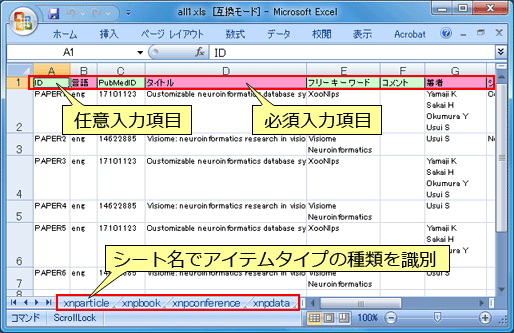 all1.xls [互換モード] - Microsoft Excel
ホーム 挿入 ページ レイアウト 数式 データ 校閲 表示 Acrobat
A1 fx ID
A B C D E F G
1 ID 言語 PubMedID タイトル フリーキーワード コメント 著者
PAPER1 eng 17101123 Customizable neuroinformatics database sy XooNIps Yamaji K
Sakai H
任意入力項目 必須入力項目
Okumura Y
2 Usui S
PAPER2 eng 14622885 Visiome: neuroinformatics research in visio Visiome Usui S
3 Neuroinformatics
PAPER3 eng 17101123 Customizable neuroinformatics database sy XooNIps Yamaji K
Sakai H
Okumura Y
4 Usui S
PAPER4 eng 14622885 Visiome: neuroinformatics research in visio Visiome Usui S
5 Neuroinformatics
PAPER5 eng 17101123 Customizable neuroinformatics database sy XooNIps Yamaji K
Sakai H
シート名でアイテムタイプの種類を識別
6
PAPER6 eng
7 Neuroinformatics
8
xnparticle xnpbook xnpconference xnpdata
コマンド ScrollLock 100%